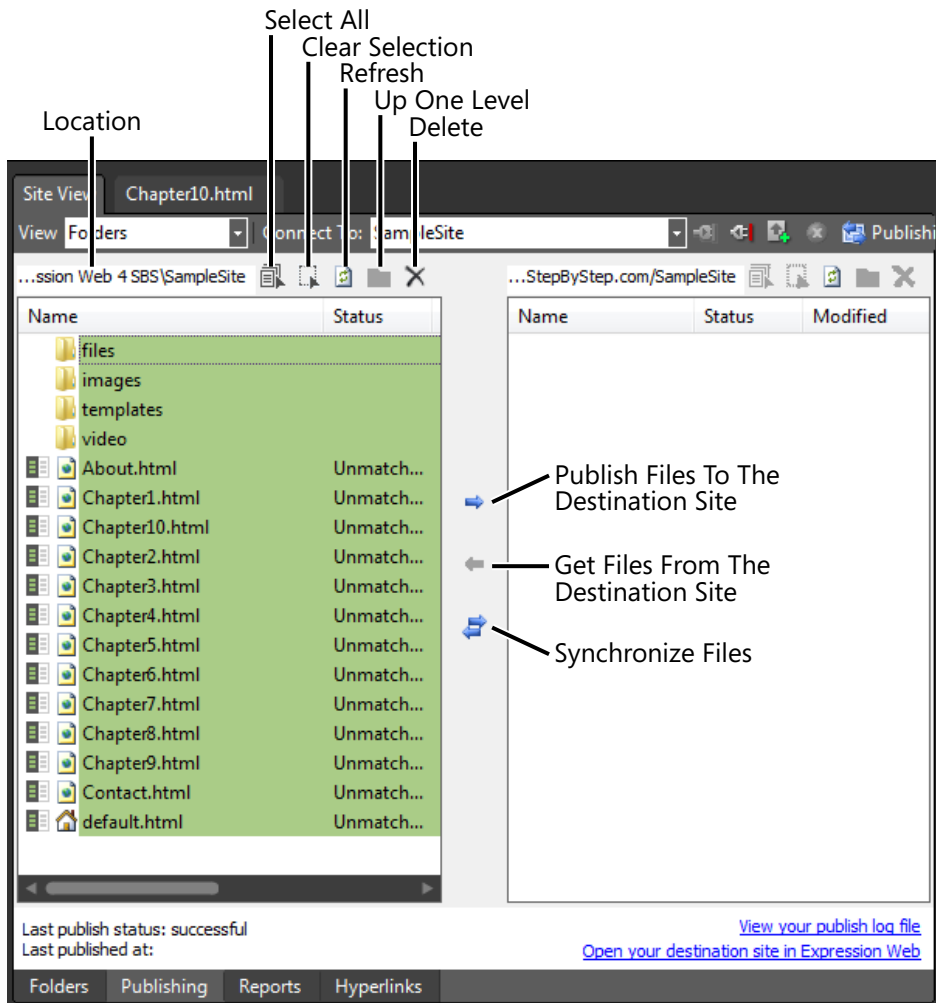 Select All
Clear Selection
Refresh
Up One Level
Location
Delete
Site View
Chapter10.html
View Folders
Connect To: SampleSite
Publishi
...ssion Web 4 SBS\SampleSite
...StepByStep.com/SampleSite
Name Status
Name Status Modified
files
images
templates
video
About.html Unmatch...
Chapter1.html Unmatch...
Chapter10.html Unmatch...
Chapter2.html Unmatch...
Chapter3.html Unmatch...
Chapter4.html Unmatch...
Chapter5.html Unmatch...
Chapter6.html Unmatch...
Chapter7.html Unmatch...
Chapter8.html Unmatch...
Chapter9.html Unmatch...
Contact.html Unmatch...
default.html Unmatch...
Publish Files To The
Destination Site
Get Files From The
Destination Site
Synchronize Files
Last publish status: successful
Last published at:
View your publish log file
Open your destination site in Expression Web
Folders Publishing Reports Hyperlinks